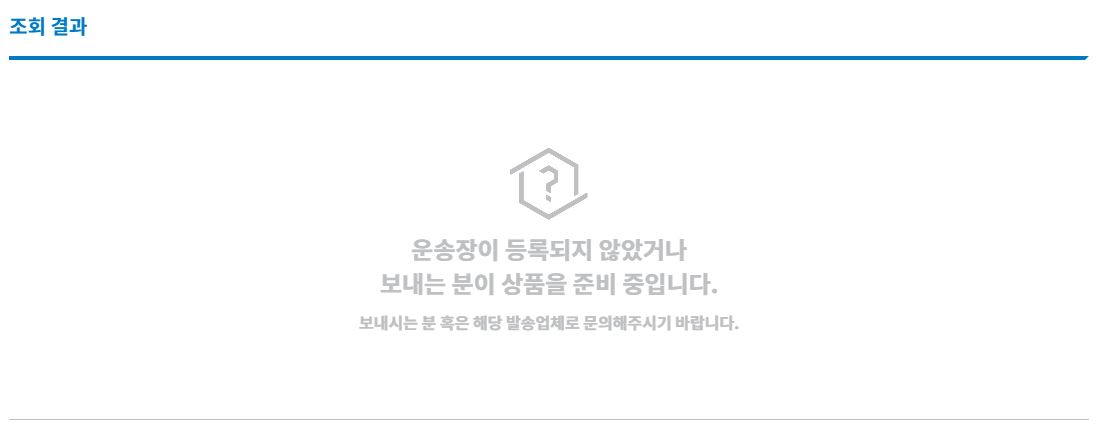 조회 결과
운송장이 등록되지 않았거나
보내는 분이 상품을 준비 중입니다.
보내시는 분 혹은 해당 발송업체로 문의해주시기 바랍니다.